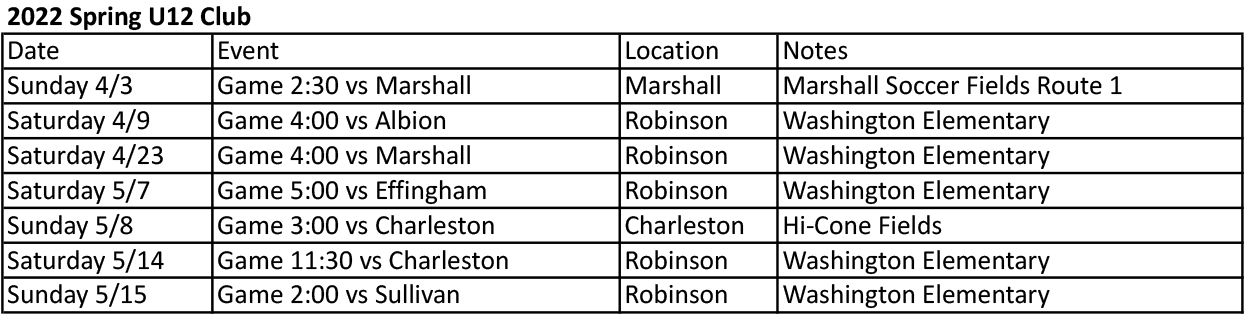 2022 Spring U12 Club
Date Event Location Notes
Sunday 4/3 Game 2:30 vs Marshall Marshall Marshall Soccer Fields Route 1
Saturday 4/9 Game 4:00 vs Albion Robinson Washington Elementary
Saturday 4/23 Game 4:00 vs Marshall Robinson Washington Elementary
Saturday 5/7 Game 5:00 vs Effingham Robinson Washington Elementary
Sunday 5/8 Game 3:00 vs Charleston Charleston Hi-Cone Fields
Saturday 5/14 Game 11:30 vs Charleston Robinson Washington Elementary
Sunday 5/15 Game 2:00 vs Sullivan Robinson Washington Elementary